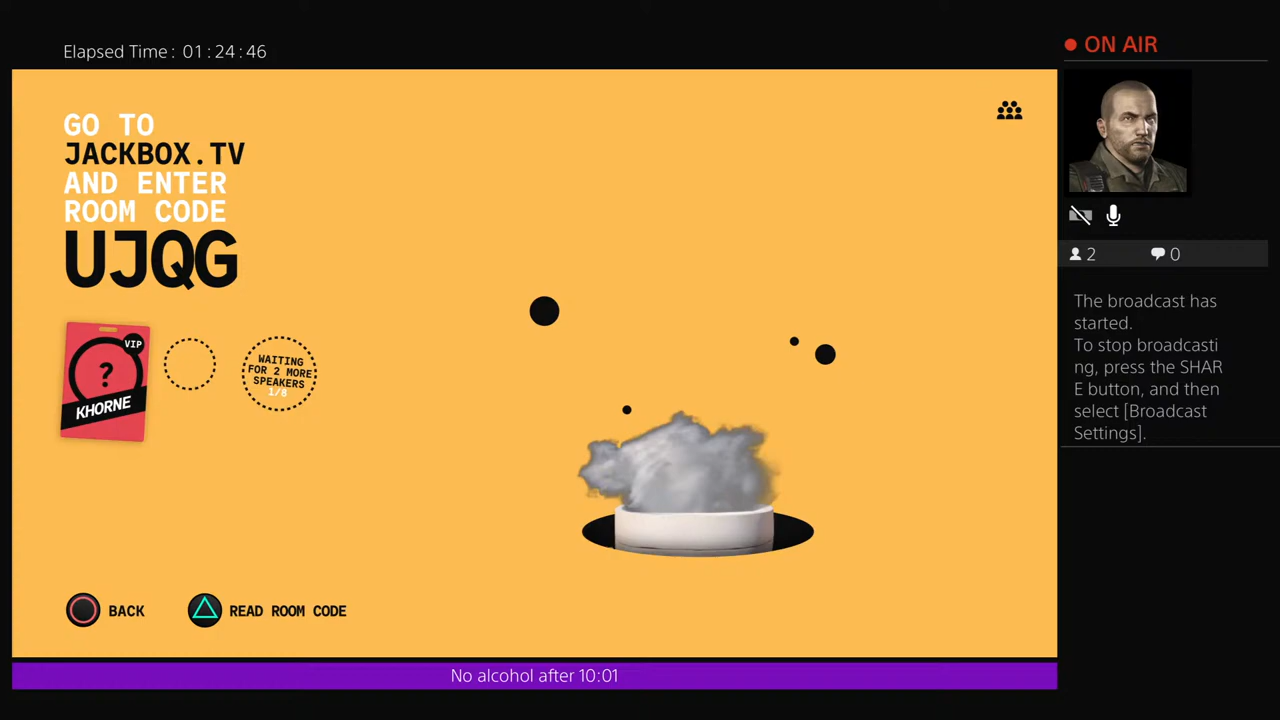 Elapsed Time: 01:24:46
ON AIR
GO TO
JACKBOX.TV
AND ENTER
ROOM CODE
UJQG
VIP
?
KHORNE
WAITING
FOR 2 MORE
SPEAKERS
1/8
BACK
READ ROOM CODE
No alcohol after 10:01
2
0
The broadcast has
started.
To stop broadcasti
ng, press the SHAR
E button, and then
select [Broadcast
Settings].